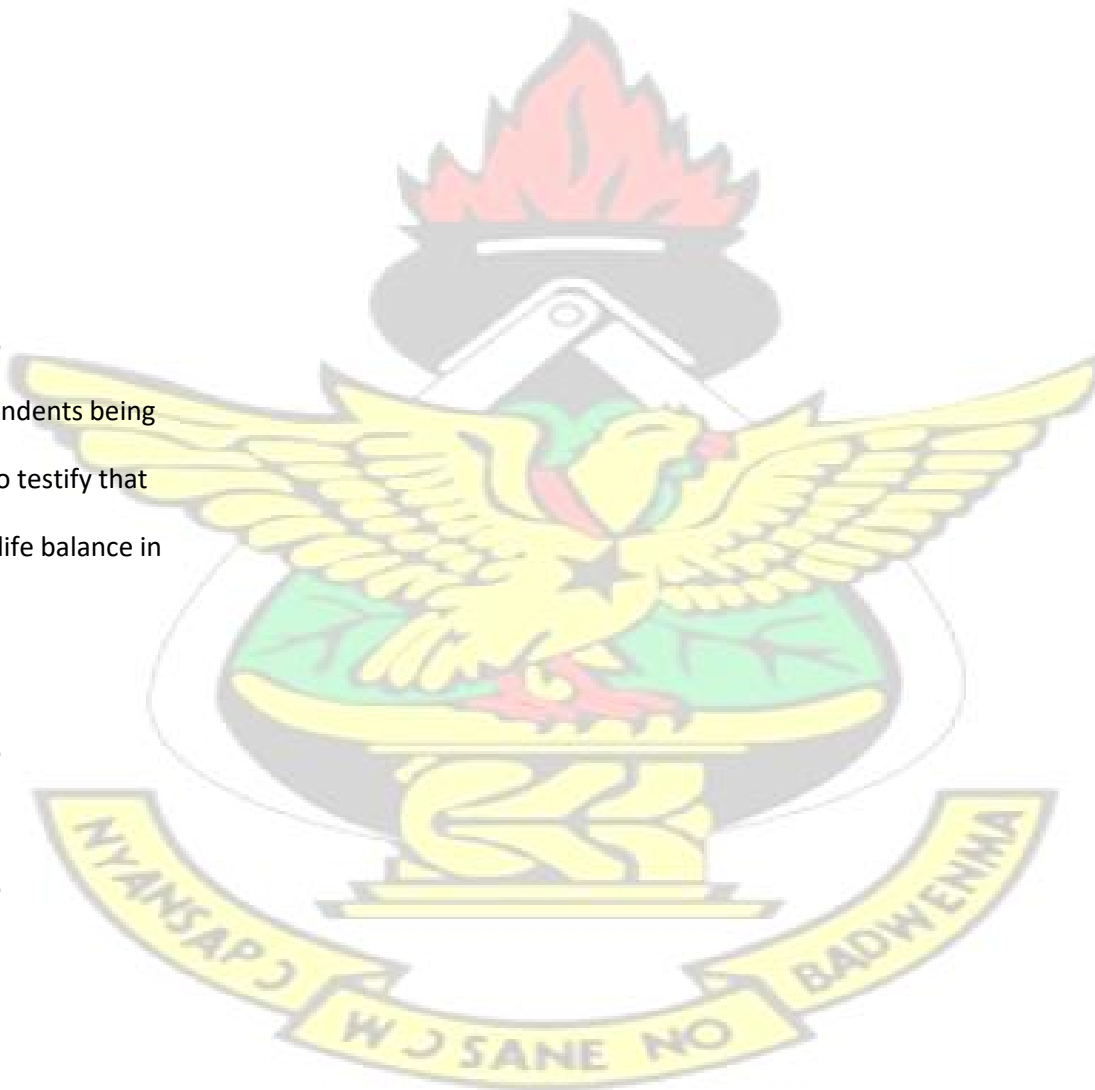 ndents being
o testify that
life balance in
NYANSAPƆ
WƆSANE NO
BADWENMA